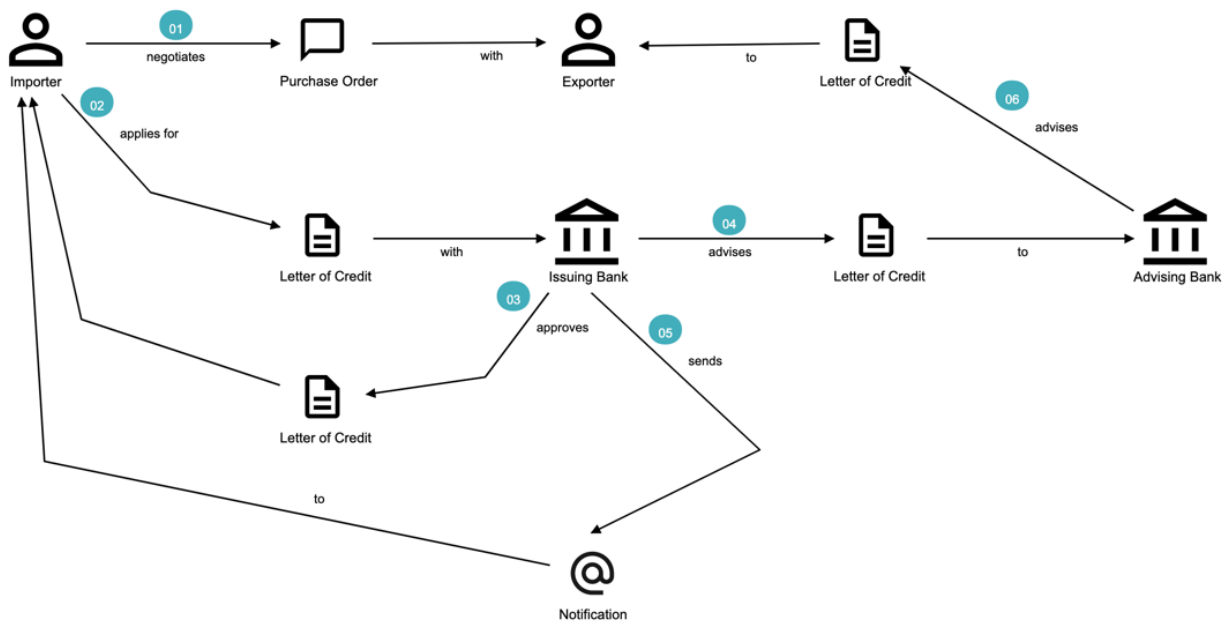 01
negotiates
with
to
Importer
Purchase Order
Exporter
Letter of Credit
02
applies for
06
advises
with
04
advises
to
Letter of Credit
Issuing Bank
Letter of Credit
Advising Bank
03
approves
05
sends
Letter of Credit
to
@
Notification